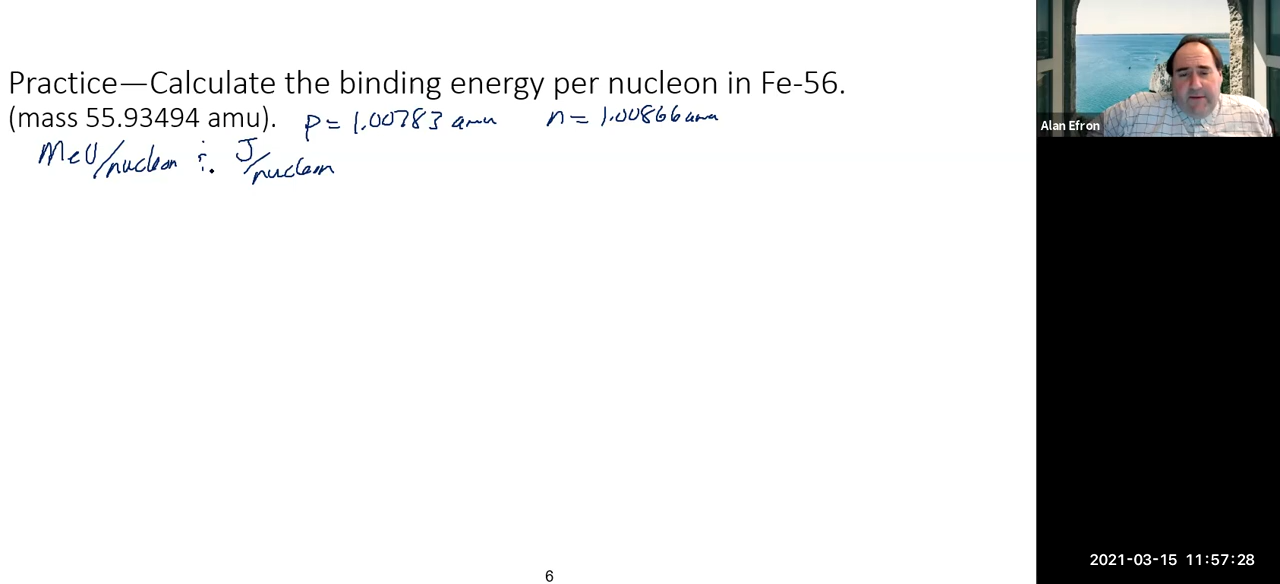 Practice—Calculate the binding energy per nucleon in Fe-56.
(mass 55.93494 amu). p = 1.00783 amu n = 1.00866 amu
MeV/nucleon J/nucleon
Alan Efron
2021-03-15 11:57:28
6